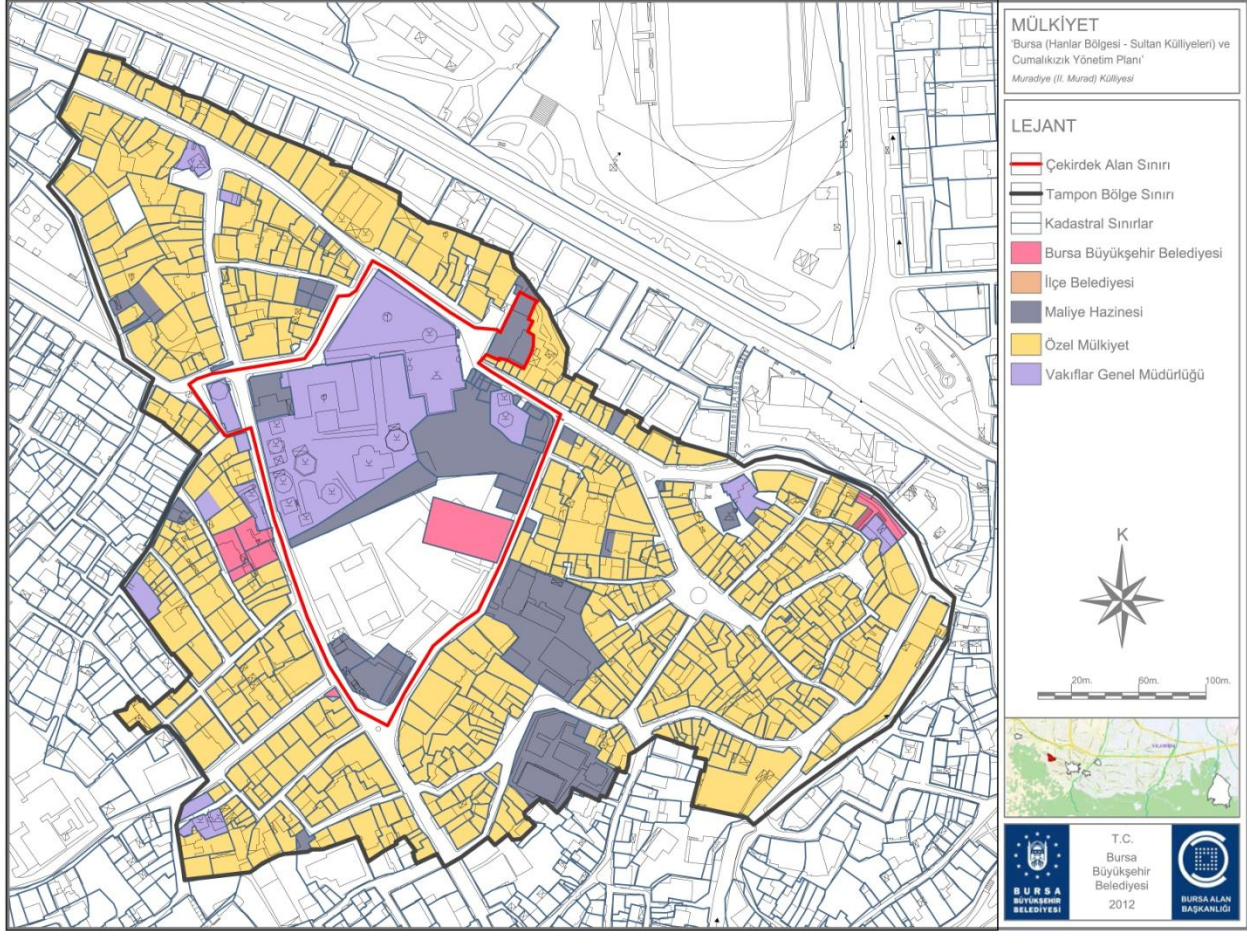 MÜLKİYET
'Bursa (Hanlar Bölgesi - Sultan Külliyeleri) ve
Cumalıkızık Yönetim Planı'
Muradiye (II. Murad) Külliyesi
LEJANT
Çekirdek Alan Sınırı
Tampon Bölge Sınırı
Kadastral Sınırlar
Bursa Büyükşehir Belediyesi
İlçe Belediyesi
Maliye Hazinesi
Özel Mülkiyet
Vakıflar Genel Müdürlüğü
K
20m. 60m. 100m.
BURSA
BÜYÜKŞEHİR
BELEDİYESİ
T.C.
Bursa
Büyükşehir
Belediyesi
2012
BURSA ALAN
BAŞKANLIĞI